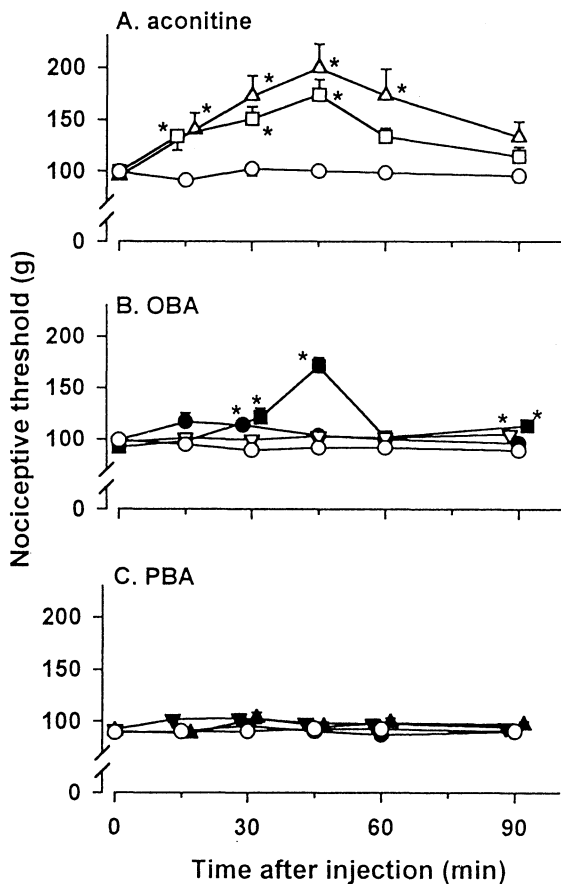 A. aconitine
200
150
100
0
B. OBA
200
150
100
0
C. PBA
200
100
0
0
30
60
90
Nociceptive threshold (g)
Time after injection (min)
* * * * * * *
* * * * *